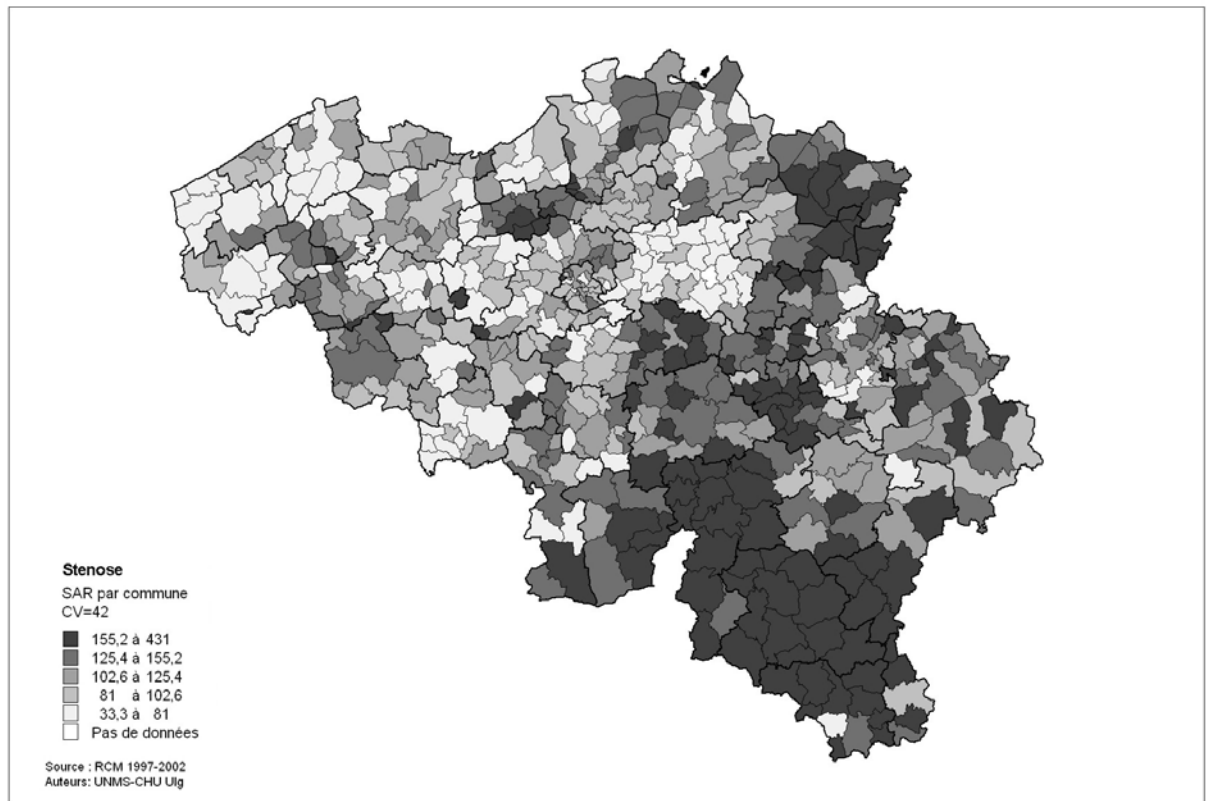 Stenose
SAR par commune
CV=42
155,2 à 431
125,4 à 155,2
102,6 à 125,4
81 à 102,6
33,3 à 81
Pas de données
Source : RCM 1997-2002
Auteurs: UNMS-CHU Ulg